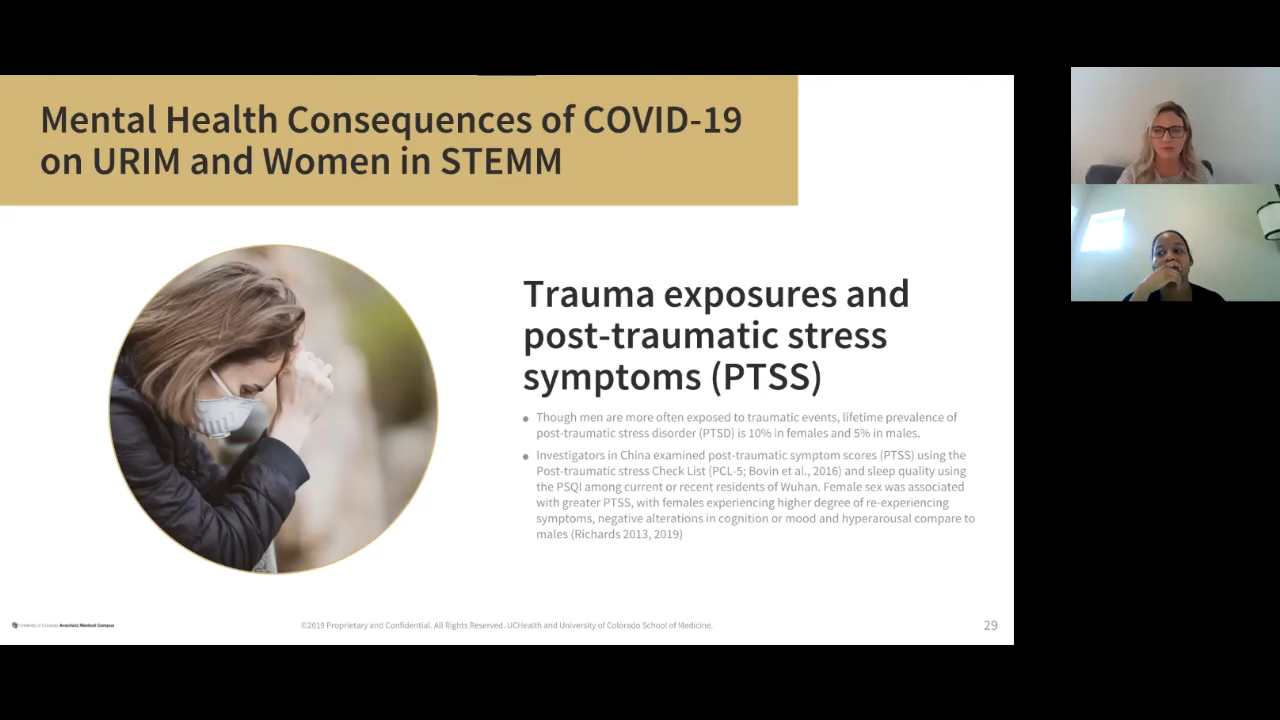 Mental Health Consequences of COVID-19
on URIM and Women in STEMM
Trauma exposures and
post-traumatic stress
symptoms (PTSS)
• Though men are more often exposed to traumatic events, lifetime prevalence of
post-traumatic stress disorder (PTSD) is 10% in females and 5% in males.
• Investigators in China examined post-traumatic symptom scores (PTSS) using the
Post-traumatic stress Check List (PCL-5; Bovin et al., 2016) and sleep quality using
the PSQI among current or recent residents of Wuhan. Female sex was associated
with greater PTSS, with females experiencing higher degree of re-experiencing
symptoms, negative alterations in cognition or mood and hyperarousal compare to
males (Richards 2013, 2019)
University of Colorado Anschutz Medical Campus
©2019 Proprietary and Confidential. All Rights Reserved. UCHealth and University of Colorado School of Medicine.
29